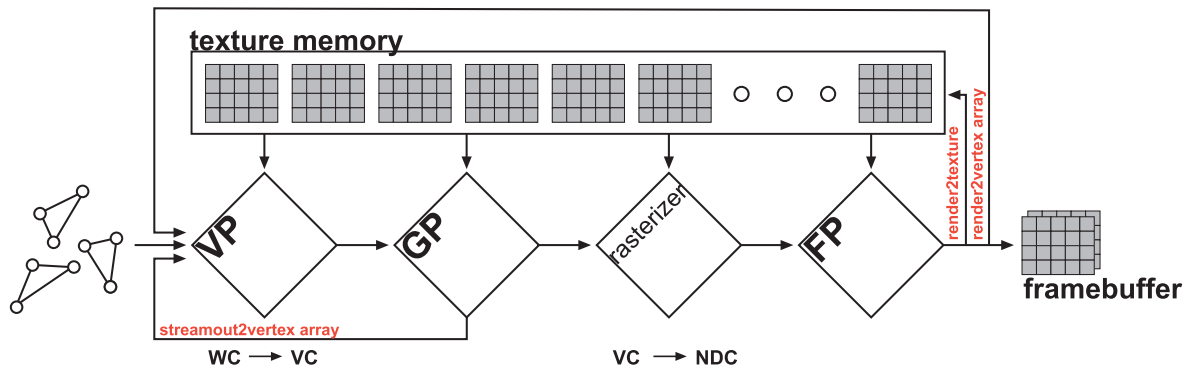 texture memory
render2texture
render2vertex array
VP
GP
rasterizer
FP
framebuffer
streamout2vertex array
WC → VC
VC → NDC